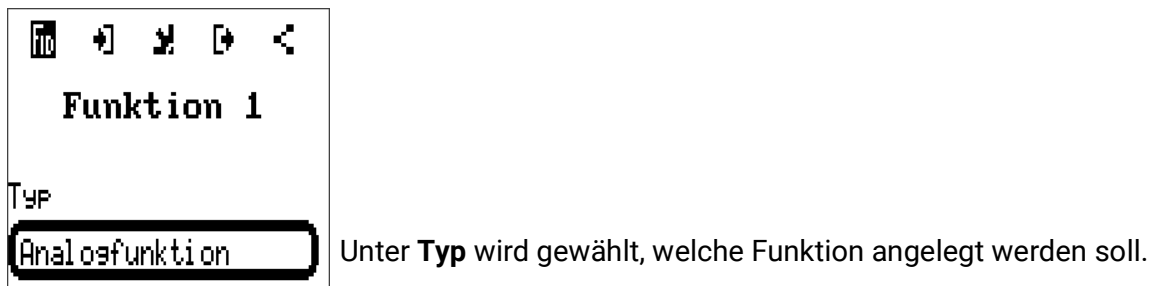 Funktion 1
Typ
Analogfunktion
Unter Typ wird gewählt, welche Funktion angelegt werden soll.